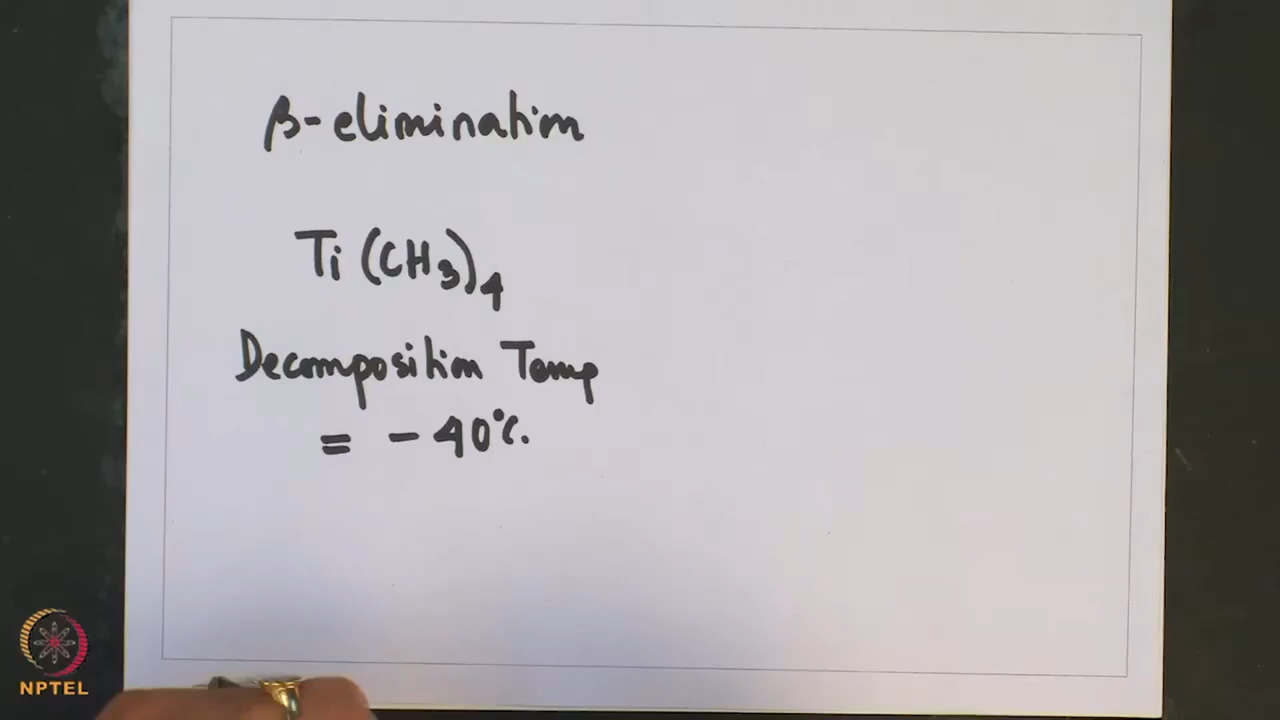 β-elimination
Ti(CH₃)₄
Decomposition Temp
= -40°C.
NPTEL